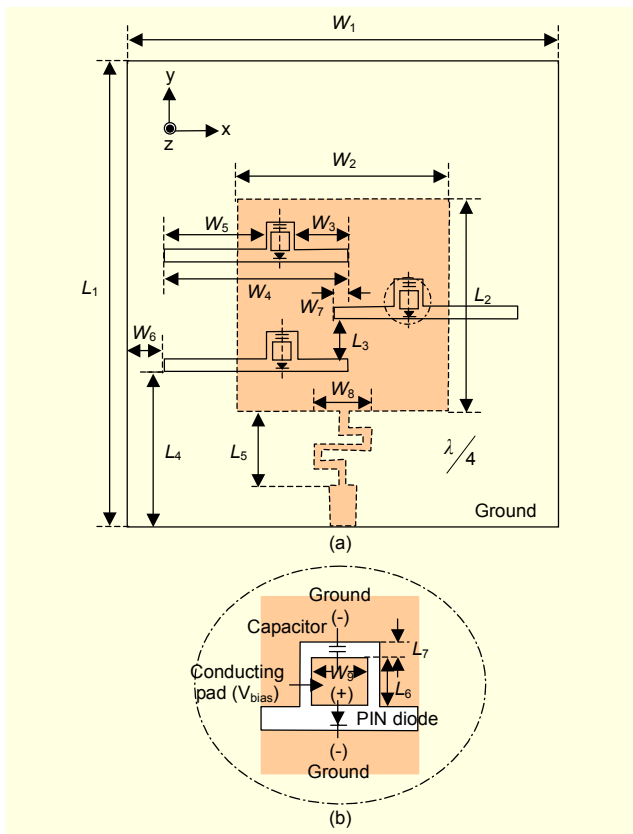 W1
y
x
z
W2
W5
W3
L1
W4
W7
L2
W6
L3
W8
L4
L5
λ/4
Ground
(a)
Ground
(-)
Capacitor
L7
Conducting
pad (Vbias)
W9
(+)
L6
PIN diode
(-)
Ground
(b)